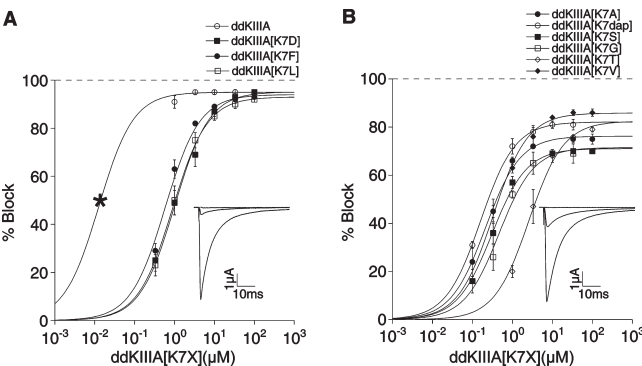 A
ddKIIIA
ddKIIIA[K7D]
ddKIIIA[K7F]
ddKIIIA[K7L]
100
80
60
40
20
0
% Block
*
1µA
10ms
10⁻³ 10⁻² 10⁻¹ 10⁰ 10¹ 10² 10³
ddKIIIA[K7X](µM)
B
ddKIIIA[K7A]
ddKIIIA[K7dap]
ddKIIIA[K7S]
ddKIIIA[K7G]
ddKIIIA[K7T]
ddKIIIA[K7V]
100
80
60
40
20
0
% Block
1µA
10ms
10⁻³ 10⁻² 10⁻¹ 10⁰ 10¹ 10² 10³
ddKIIIA[K7X](µM)